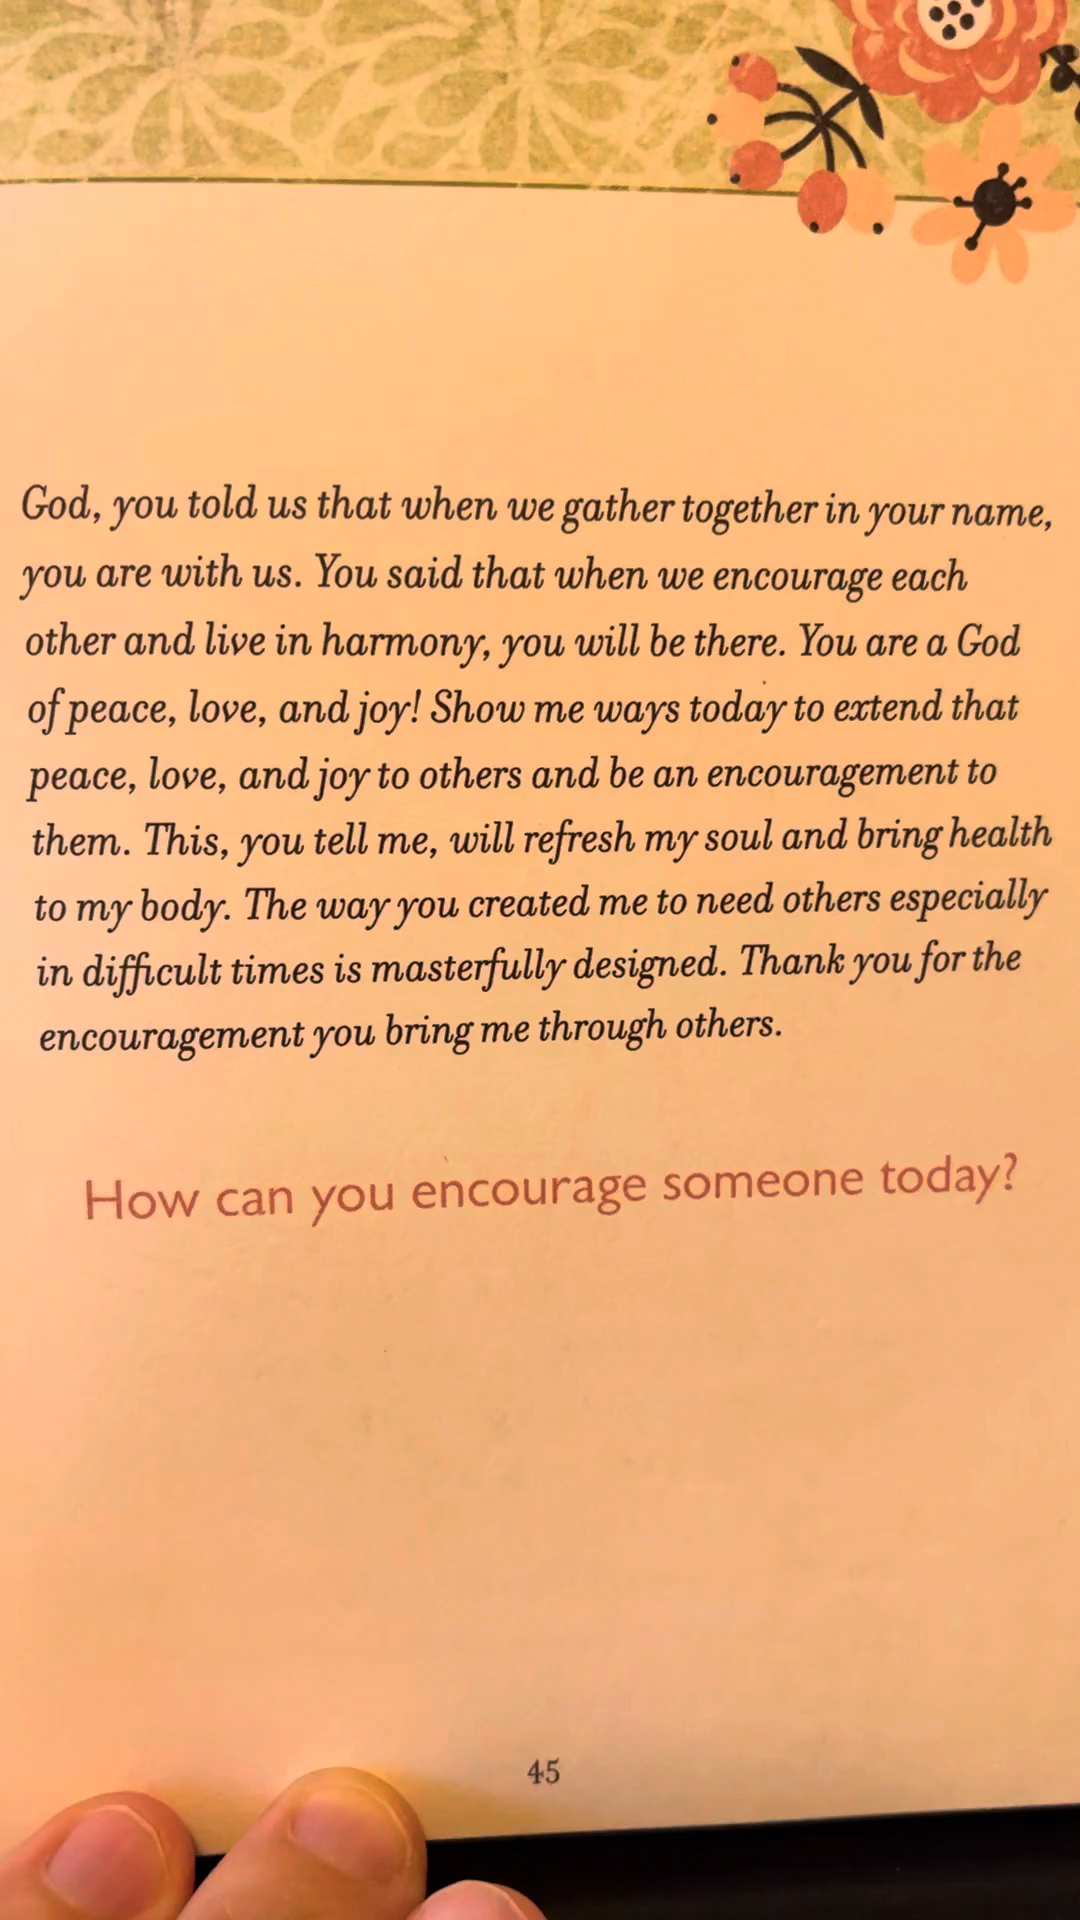 God, you told us that when we gather together in your name,
you are with us. You said that when we encourage each
other and live in harmony, you will be there. You are a God
of peace, love, and joy! Show me ways today to extend that
peace, love, and joy to others and be an encouragement to
them. This, you tell me, will refresh my soul and bring health
to my body. The way you created me to need others especially
in difficult times is masterfully designed. Thank you for the
encouragement you bring me through others.
How can you encourage someone today?
45